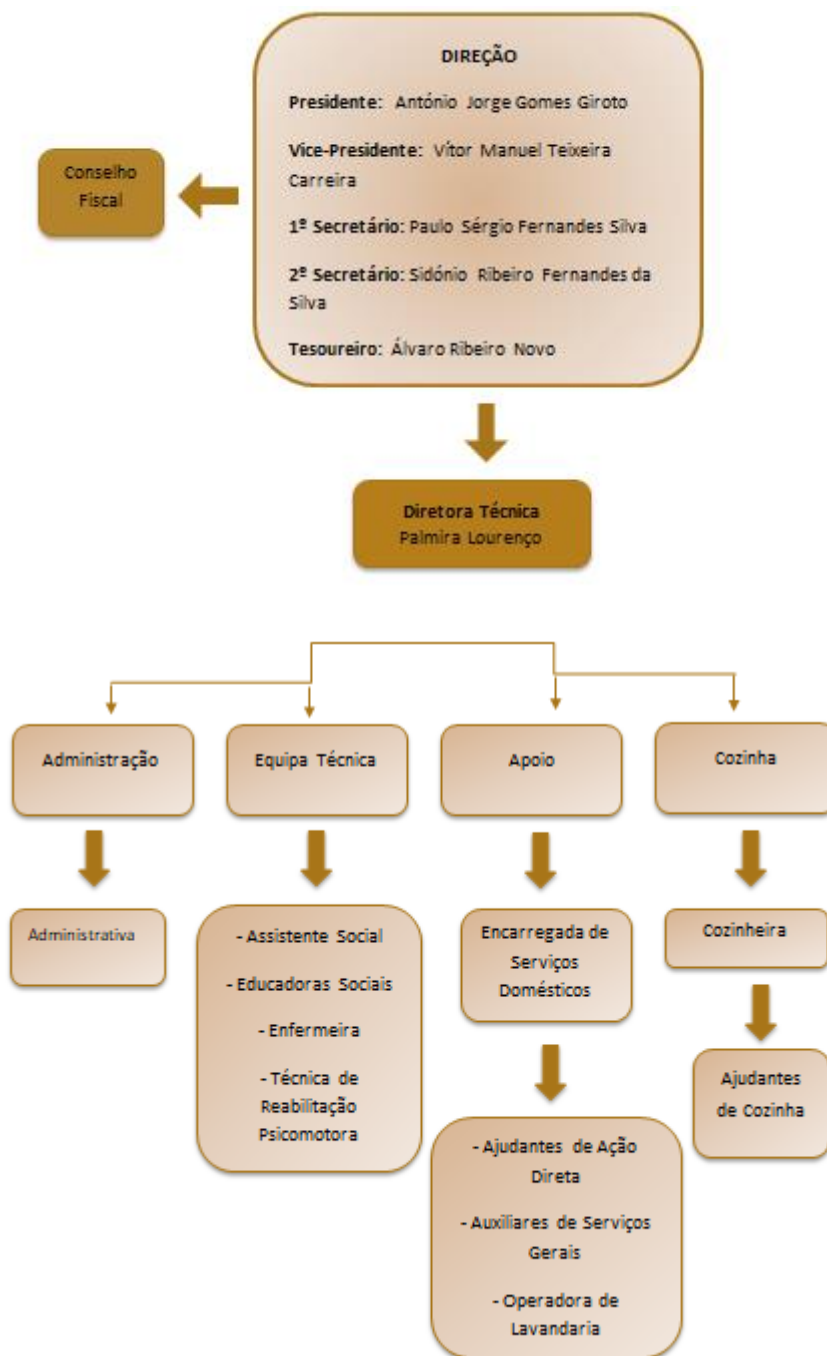 DIREÇÃO
Presidente: António Jorge Gomes Giroto
Vice-Presidente: Vítor Manuel Teixeira
Carreira
1º Secretário: Paulo Sérgio Fernandes Silva
2º Secretário: Sidónio Ribeiro Fernandes da
Silva
Tesoureiro: Álvaro Ribeiro Novo
Conselho
Fiscal
Diretora Técnica
Palmira Lourenço
Administração
Equipa Técnica
Apoio
Cozinha
Administrativa
- Assistente Social
- Educadoras Sociais
- Enfermeira
- Técnica de
Reabilitação
Psicomotora
Encarregada de
Serviços
Domésticos
Cozinheira
- Ajudantes de Ação
Direta
- Auxiliares de Serviços
Gerais
- Operadora de
Lavandaria
Ajudantes
de Cozinha